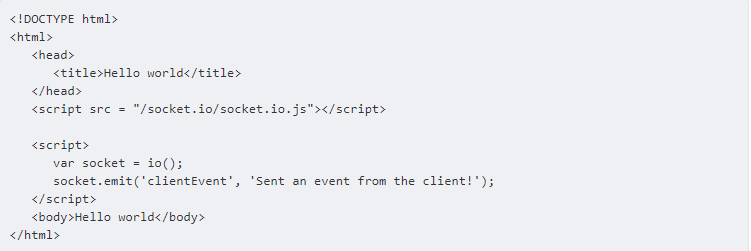 <!DOCTYPE html>
<html>
<head>
<title>Hello world</title>
</head>
<script src = "/socket.io/socket.io.js"></script>
<script>
var socket = io();
socket.emit('clientEvent', 'Sent an event from the client!');
</script>
<body>Hello world</body>
</html>